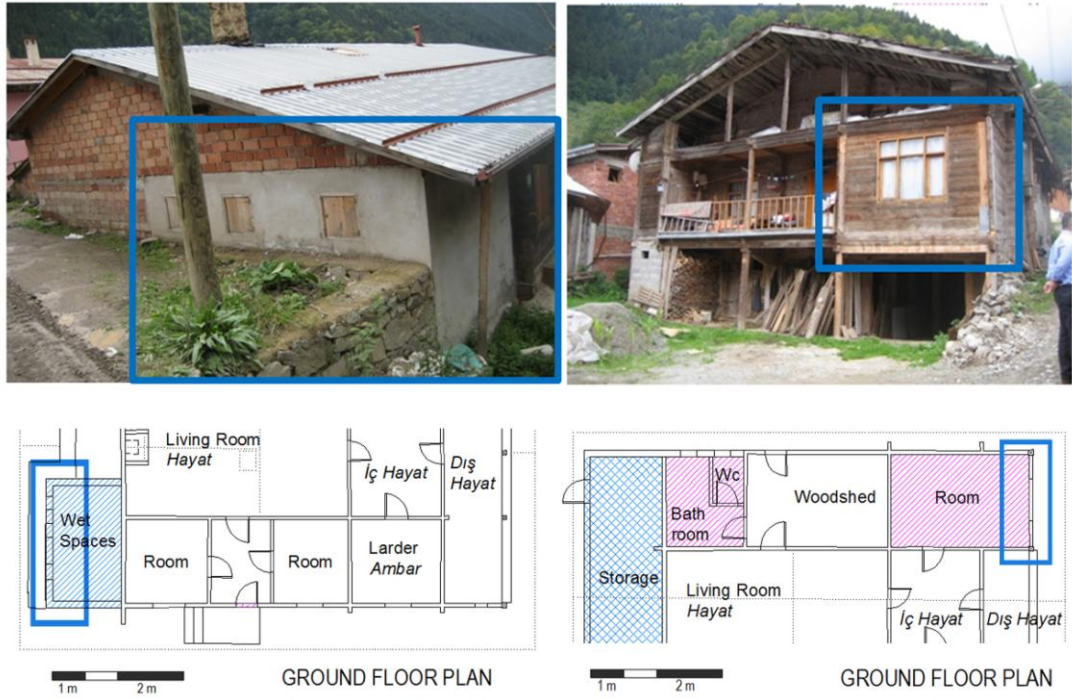 Living Room
Hayat
İç Hayat
Dış
Hayat
Wet
Spaces
Room
Room
Larder
Ambar
1 m
2 m
GROUND FLOOR PLAN
Wc
Bath
room
Woodshed
Room
Storage
Living Room
Hayat
İç Hayat
Dış Hayat
1 m
2 m
GROUND FLOOR PLAN